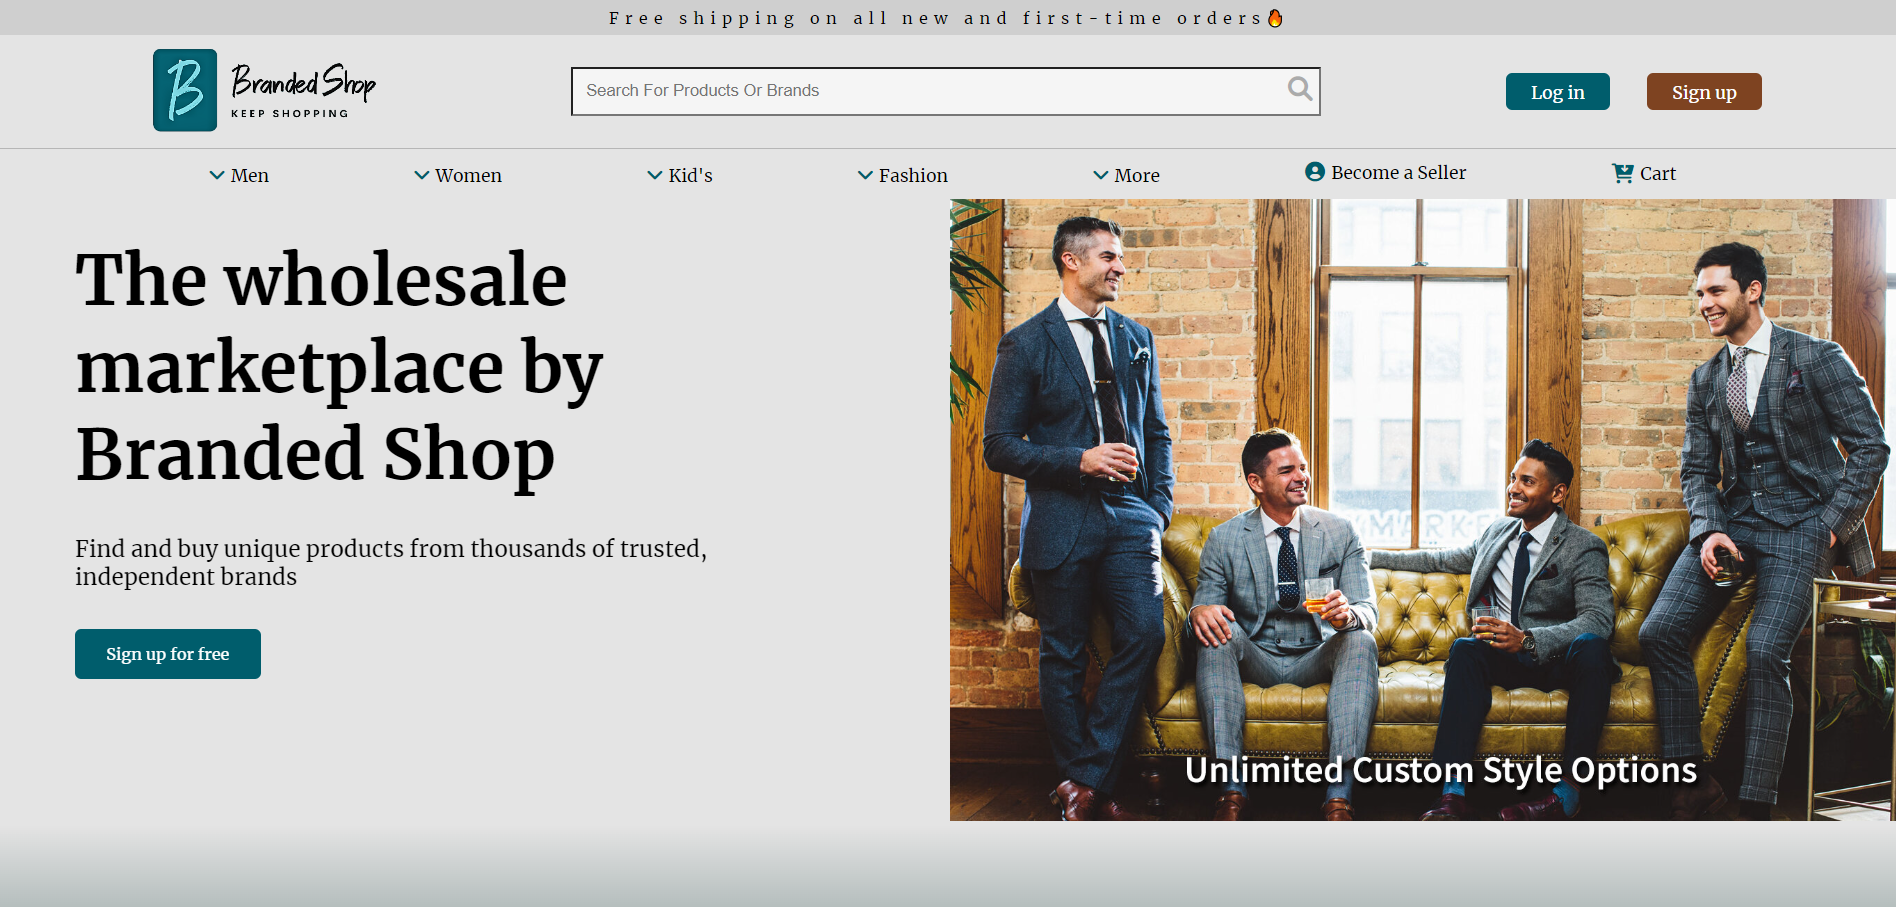 Free shipping on all new and first-time orders🔥
B
Branded Shop
KEEP SHOPPING
Search For Products Or Brands
Log in
Sign up
Men
Women
Kid's
Fashion
More
Become a Seller
Cart
The wholesale
marketplace by
Branded Shop
Find and buy unique products from thousands of trusted,
independent brands
Sign up for free
Unlimited Custom Style Options